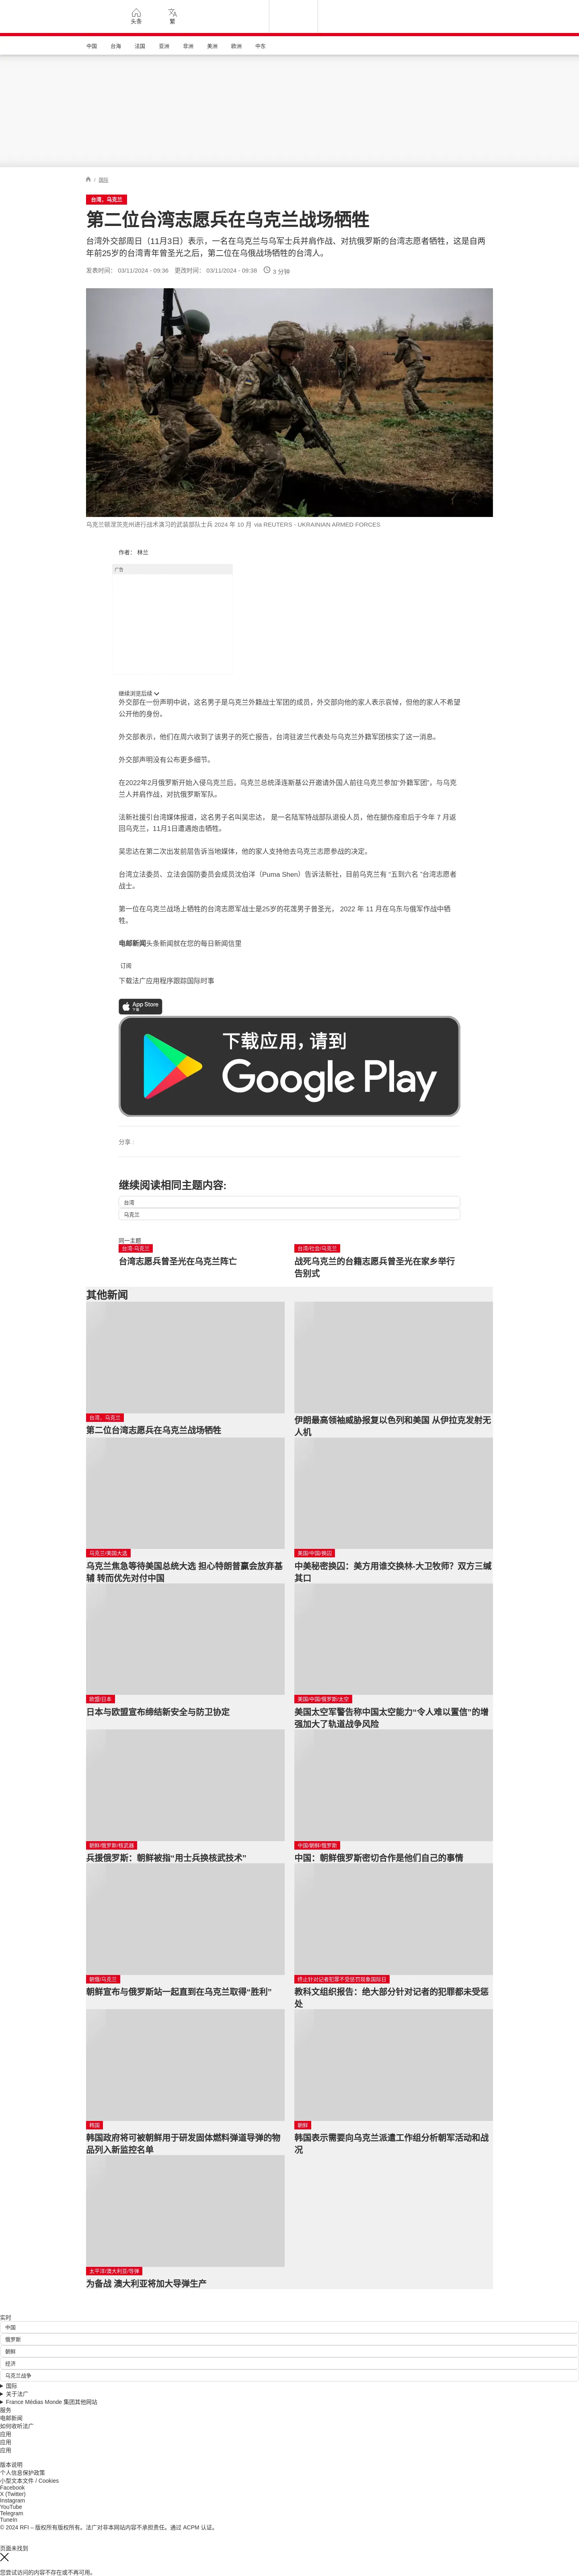 头条
繁
中国
台海
法国
亚洲
非洲
美洲
欧洲
中东
/ 国际
台湾，乌克兰
第二位台湾志愿兵在乌克兰战场牺牲
台湾外交部周日（11月3日）表示，一名在乌克兰与乌军士兵并肩作战、对抗俄罗斯的台湾志愿者牺牲，这是自两
年前25岁的台湾青年曾圣光之后，第二位在乌俄战场牺牲的台湾人。
发表时间： 03/11/2024 - 09:36 更改时间： 03/11/2024 - 09:38 3 分钟
乌克兰顿涅茨克州进行战术演习的武装部队士兵 2024 年 10 月 via REUTERS - UKRAINIAN ARMED FORCES
作者： 林兰
广告
继续浏览后续
外交部在一份声明中说，这名男子是乌克兰外籍战士军团的成员，外交部向他的家人表示哀悼，但他的家人不希望
公开他的身份。
外交部表示，他们在周六收到了该男子的死亡报告，台湾驻波兰代表处与乌克兰外籍军团核实了这一消息。
外交部声明没有公布更多细节。
在2022年2月俄罗斯开始入侵乌克兰后，乌克兰总统泽连斯基公开邀请外国人前往乌克兰参加“外籍军团”，与乌克
兰人并肩作战，对抗俄罗斯军队。
法新社援引台湾媒体报道，这名男子名叫吴忠达， 是一名陆军特战部队退役人员，他在腿伤痊愈后于今年 7 月返
回乌克兰，11月1日遭遇炮击牺牲。
吴忠达在第二次出发前层告诉当地媒体，他的家人支持他去乌克兰志愿参战的决定。
台湾立法委员、立法会国防委员会成员沈伯洋（Puma Shen）告诉法新社，目前乌克兰有 “五到六名 ”台湾志愿者
战士。
第一位在乌克兰战场上牺牲的台湾志愿军战士是25岁的花莲男子曾圣光， 2022 年 11 月在乌东与俄军作战中牺
牲。
电邮新闻头条新闻就在您的每日新闻信里
订阅
下载法广应用程序跟踪国际时事
App Store
下载
下载应用，请到
Google Play
分享 :
继续阅读相同主题内容:
台湾
乌克兰
同一主题
台湾-乌克兰
台湾志愿兵曾圣光在乌克兰阵亡
台湾/社会/乌克兰
战死乌克兰的台籍志愿兵曾圣光在家乡举行
告别式
其他新闻
台湾，乌克兰
第二位台湾志愿兵在乌克兰战场牺牲
伊朗最高领袖威胁报复以色列和美国 从伊拉克发射无
人机
乌克兰/美国大选
乌克兰焦急等待美国总统大选 担心特朗普赢会放弃基
辅 转而优先对付中国
美国/中国/换囚
中美秘密换囚：美方用谁交换林-大卫牧师？双方三缄
其口
欧盟/日本
日本与欧盟宣布缔结新安全与防卫协定
美国/中国/俄罗斯/太空
美国太空军警告称中国太空能力“令人难以置信”的增
强加大了轨道战争风险
朝鲜/俄罗斯/核武器
兵援俄罗斯：朝鲜被指“用士兵换核武技术”
中国/朝鲜/俄罗斯
中国：朝鲜俄罗斯密切合作是他们自己的事情
朝俄/乌克兰
朝鲜宣布与俄罗斯站一起直到在乌克兰取得“胜利”
终止针对记者犯罪不受惩罚现象国际日
教科文组织报告：绝大部分针对记者的犯罪都未受惩
处
韩国
韩国政府将可被朝鲜用于研发固体燃料弹道导弹的物
品列入新监控名单
朝鲜
韩国表示需要向乌克兰派遣工作组分析朝军活动和战
况
太平洋/澳大利亚/导弹
为备战 澳大利亚将加大导弹生产
实时
中国
俄罗斯
朝鲜
经济
乌克兰战争
国际
关于法广
France Médias Monde 集团其他网站
服务
电邮新闻
如何收听法广
应用
应用
应用
版本说明
个人信息保护政策
小型文本文件 / Cookies
Facebook
X (Twitter)
Instagram
YouTube
Telegram
TuneIn
© 2024 RFI – 版权所有版权所有。法广对非本网站内容不承担责任。通过 ACPM 认证。
页面未找到
您尝试访问的内容不存在或不再可用。